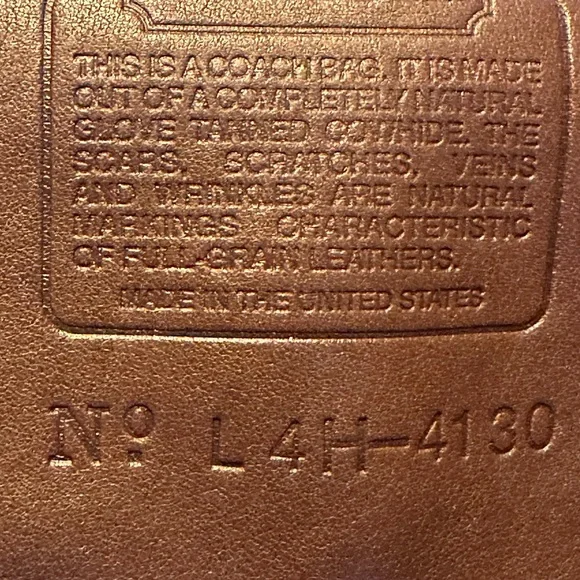 THIS IS A COACH BAG. IT IS MADE
OUT OF A COMPLETELY NATURAL
GLOVE TANNED COWHIDE. THE
SCARS, SCRATCHES, VEINS
AND WRINKLES ARE NATURAL
MARKINGS CHARACTERISTIC
OF FULL-GRAIN LEATHERS.
MADE IN THE UNITED STATES
No. L4H-4130